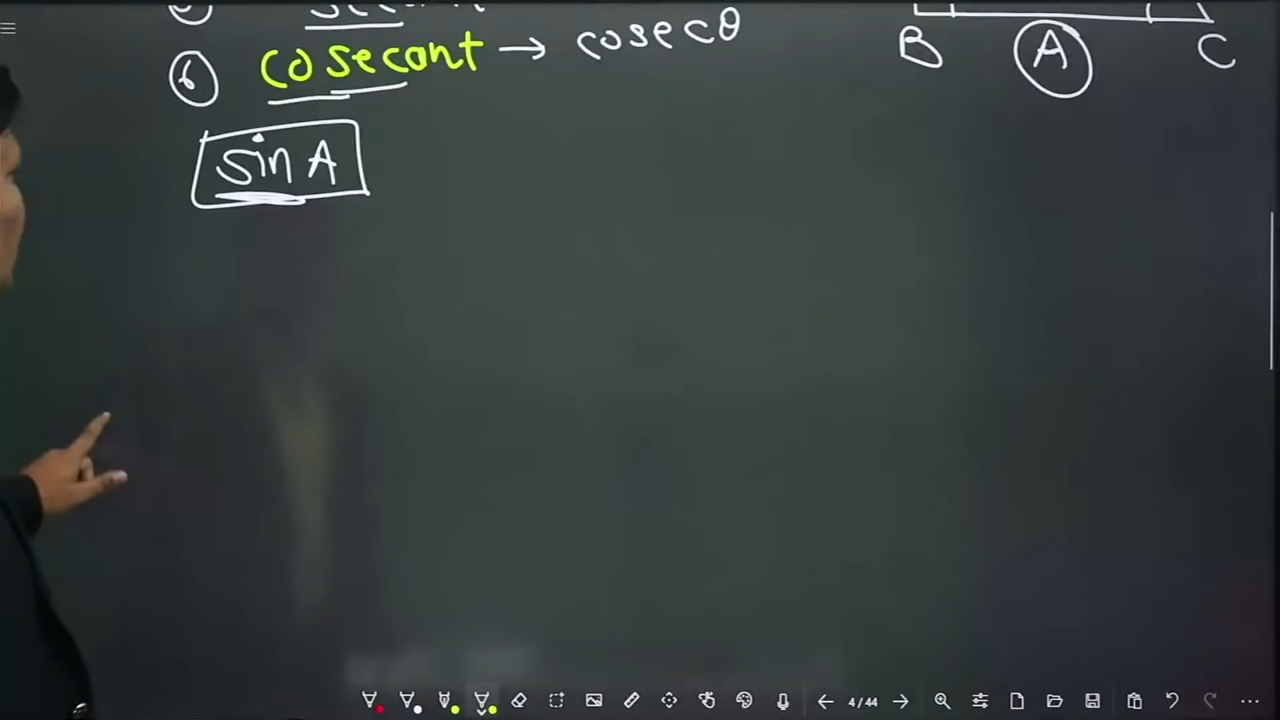 ⑥ cosecant → cosecθ
B A C
sin A
4/44